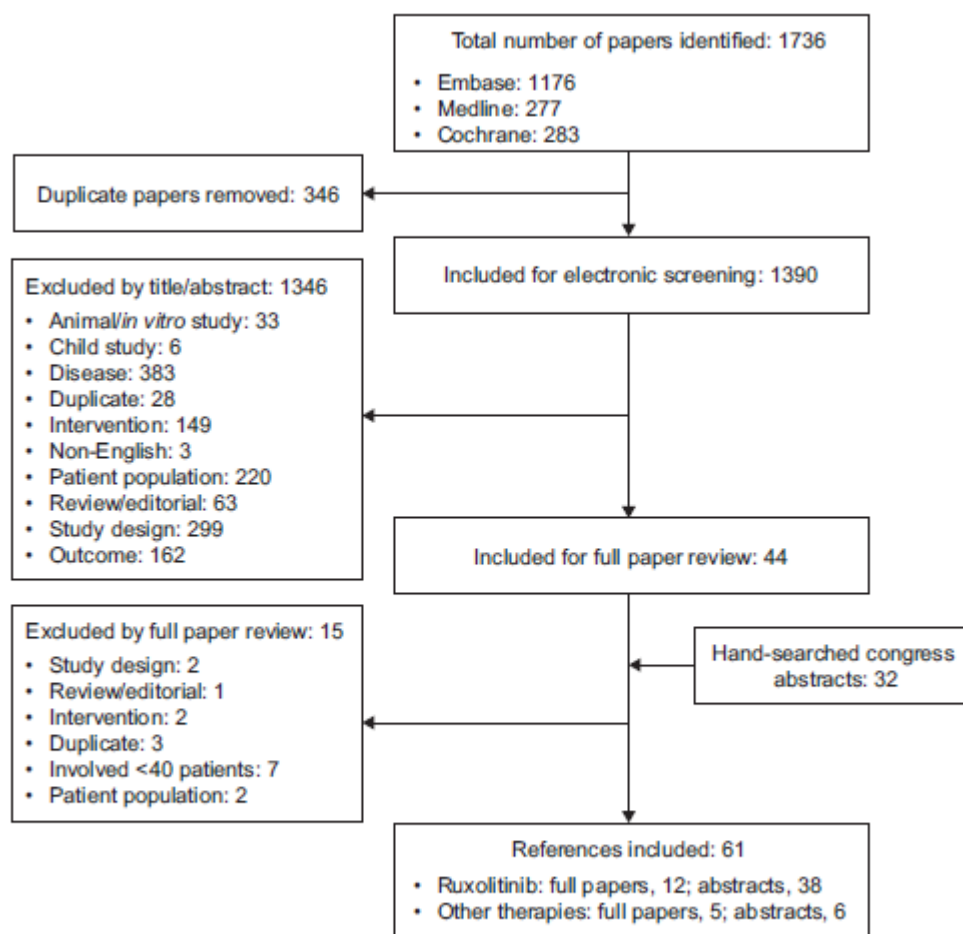 Total number of papers identified: 1736
• Embase: 1176
• Medline: 277
• Cochrane: 283
Duplicate papers removed: 346
Included for electronic screening: 1390
Excluded by title/abstract: 1346
• Animal/in vitro study: 33
• Child study: 6
• Disease: 383
• Duplicate: 28
• Intervention: 149
• Non-English: 3
• Patient population: 220
• Review/editorial: 63
• Study design: 299
• Outcome: 162
Included for full paper review: 44
Excluded by full paper review: 15
• Study design: 2
• Review/editorial: 1
• Intervention: 2
• Duplicate: 3
• Involved <40 patients: 7
• Patient population: 2
Hand-searched congress
abstracts: 32
References included: 61
• Ruxolitinib: full papers, 12; abstracts, 38
• Other therapies: full papers, 5; abstracts, 6